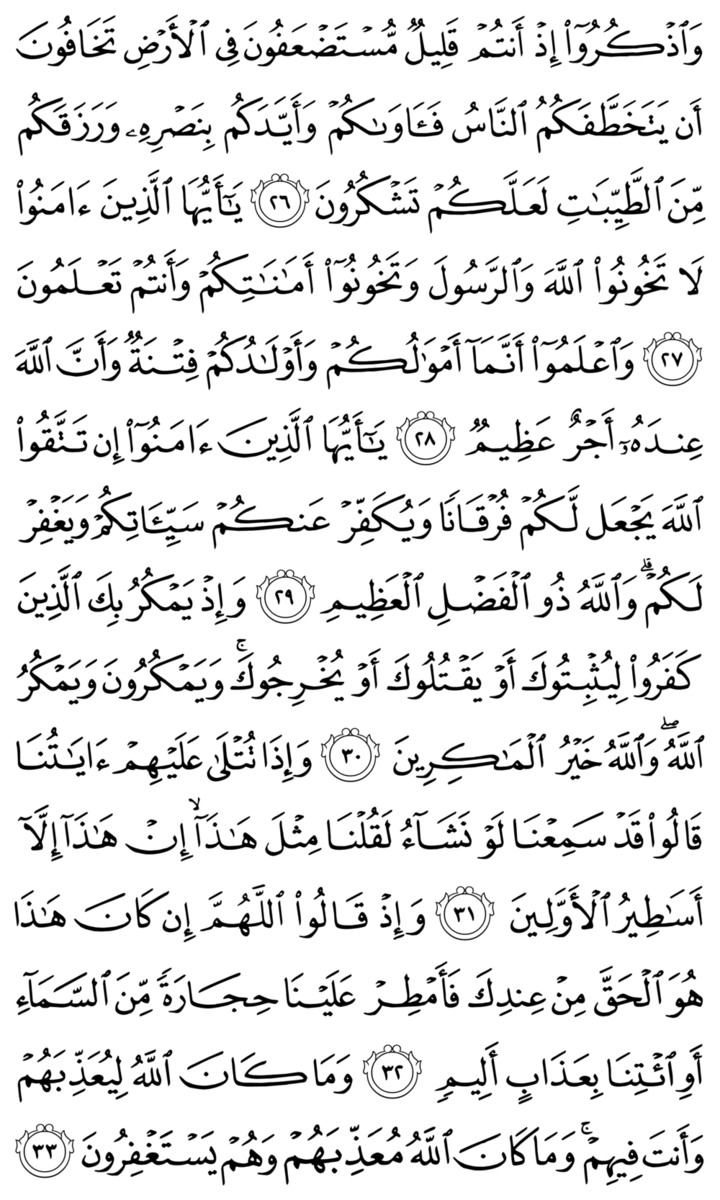 وَٱذۡكُرُوٓاْ إِذۡ أَنتُمۡ قَلِيلٞ مُّسۡتَضۡعَفُونَ فِي ٱلۡأَرۡضِ تَخَافُونَ
أَن يَتَخَطَّفَكُمُ ٱلنَّاسُ فَـَٔاوَىٰكُمۡ وَأَيَّدَكُم بِنَصۡرِهِۦ وَرَزَقَكُم
مِّنَ ٱلطَّيِّبَٰتِ لَعَلَّكُمۡ تَشۡكُرُونَ ٢٦ يَٰٓأَيُّهَا ٱلَّذِينَ ءَامَنُواْ
لَا تَخُونُواْ ٱللَّهَ وَٱلرَّسُولَ وَتَخُونُوٓاْ أَمَٰنَٰتِكُمۡ وَأَنتُمۡ تَعۡلَمُونَ
٢٧ وَٱعۡلَمُوٓاْ أَنَّمَآ أَمۡوَٰلُكُمۡ وَأَوۡلَٰدُكُمۡ فِتۡنَةٞ وَأَنَّ ٱللَّهَ
عِندَهُۥٓ أَجۡرٌ عَظِيمٞ ٢٨ يَٰٓأَيُّهَا ٱلَّذِينَ ءَامَنُوٓاْ إِن تَتَّقُواْ
ٱللَّهَ يَجۡعَل لَّكُمۡ فُرۡقَانٗا وَيُكَفِّرۡ عَنكُمۡ سَيِّـَٔاتِكُمۡ وَيَغۡفِرۡ
لَكُمۡۗ وَٱللَّهُ ذُو ٱلۡفَضۡلِ ٱلۡعَظِيمِ ٢٩ وَإِذۡ يَمۡكُرُ بِكَ ٱلَّذِينَ
كَفَرُواْ لِيُثۡبِتُوكَ أَوۡ يَقۡتُلُوكَ أَوۡ يُخۡرِجُوكَۚ وَيَمۡكُرُونَ وَيَمۡكُرُ
ٱللَّهُۖ وَٱللَّهُ خَيۡرُ ٱلۡمَٰكِرِينَ ٣٠ وَإِذَا تُتۡلَىٰ عَلَيۡهِمۡ ءَايَٰتُنَا
قَالُواْ قَدۡ سَمِعۡنَا لَوۡ نَشَآءُ لَقُلۡنَا مِثۡلَ هَٰذَآۙ إِنۡ هَٰذَآ إِلَّآ
أَسَٰطِيرُ ٱلۡأَوَّلِينَ ٣١ وَإِذۡ قَالُواْ ٱللَّهُمَّ إِن كَانَ هَٰذَا
هُوَ ٱلۡحَقَّ مِنۡ عِندِكَ فَأَمۡطِرۡ عَلَيۡنَا حِجَارَةٗ مِّنَ ٱلسَّمَآءِ
أَوِ ٱئۡتِنَا بِعَذَابٍ أَلِيمٖ ٣٢ وَمَا كَانَ ٱللَّهُ لِيُعَذِّبَهُمۡ
وَأَنتَ فِيهِمۡۚ وَمَا كَانَ ٱللَّهُ مُعَذِّبَهُمۡ وَهُمۡ يَسۡتَغۡفِرُونَ ٣٣